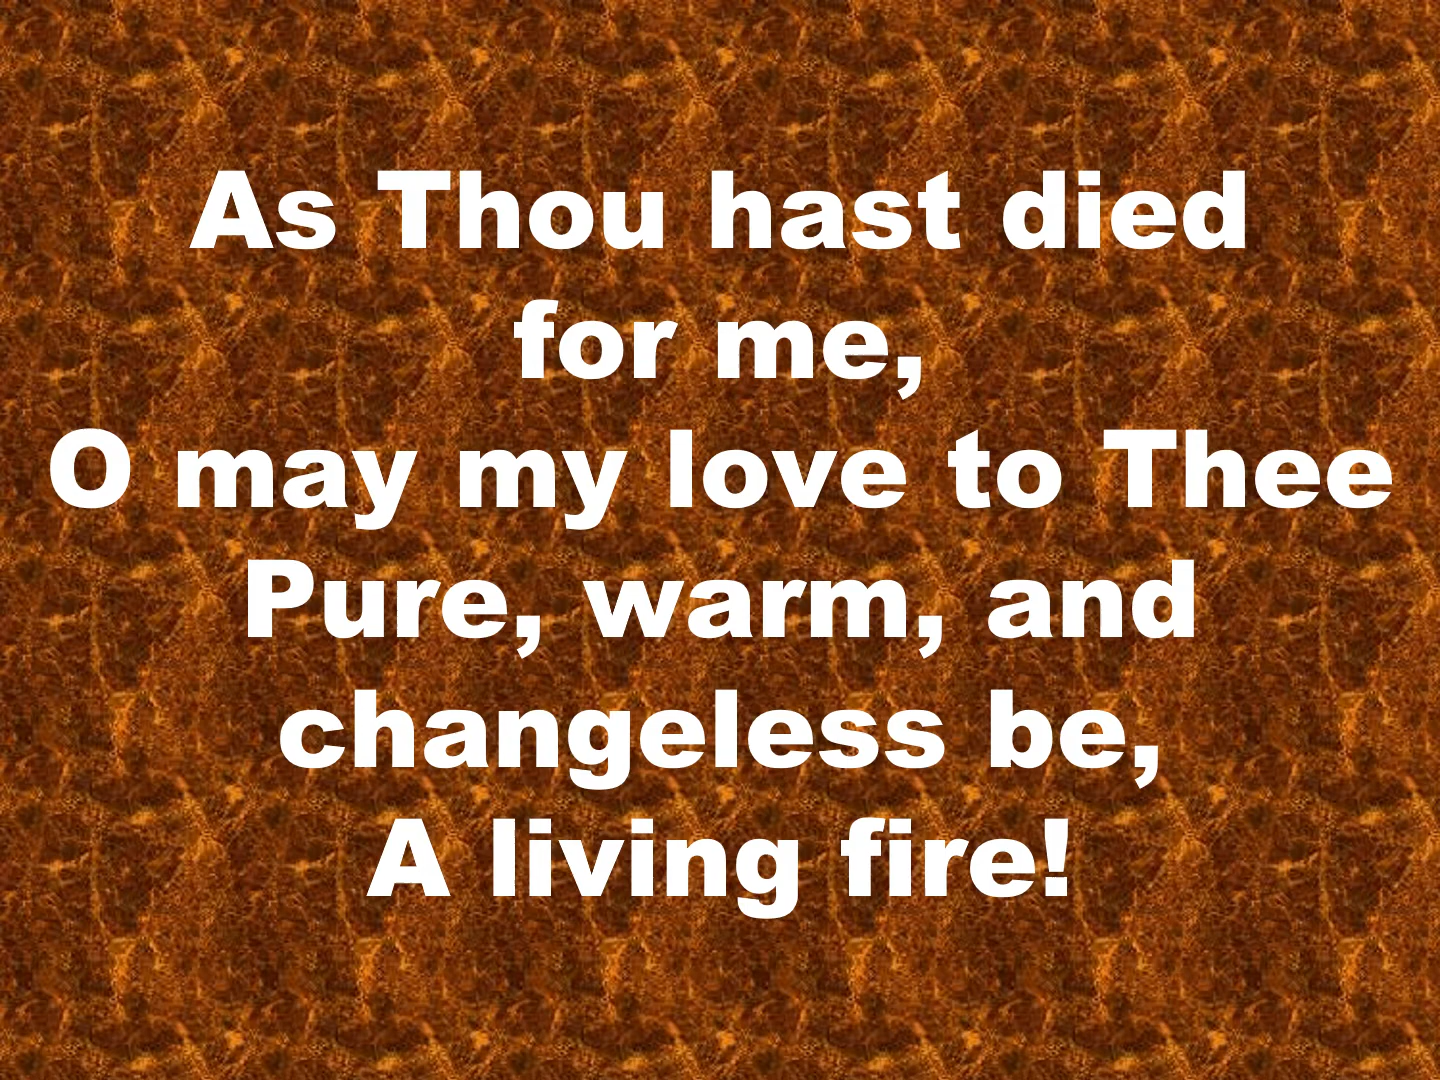 As Thou hast died
for me,
O may my love to Thee
Pure, warm, and
changeless be,
A living fire!